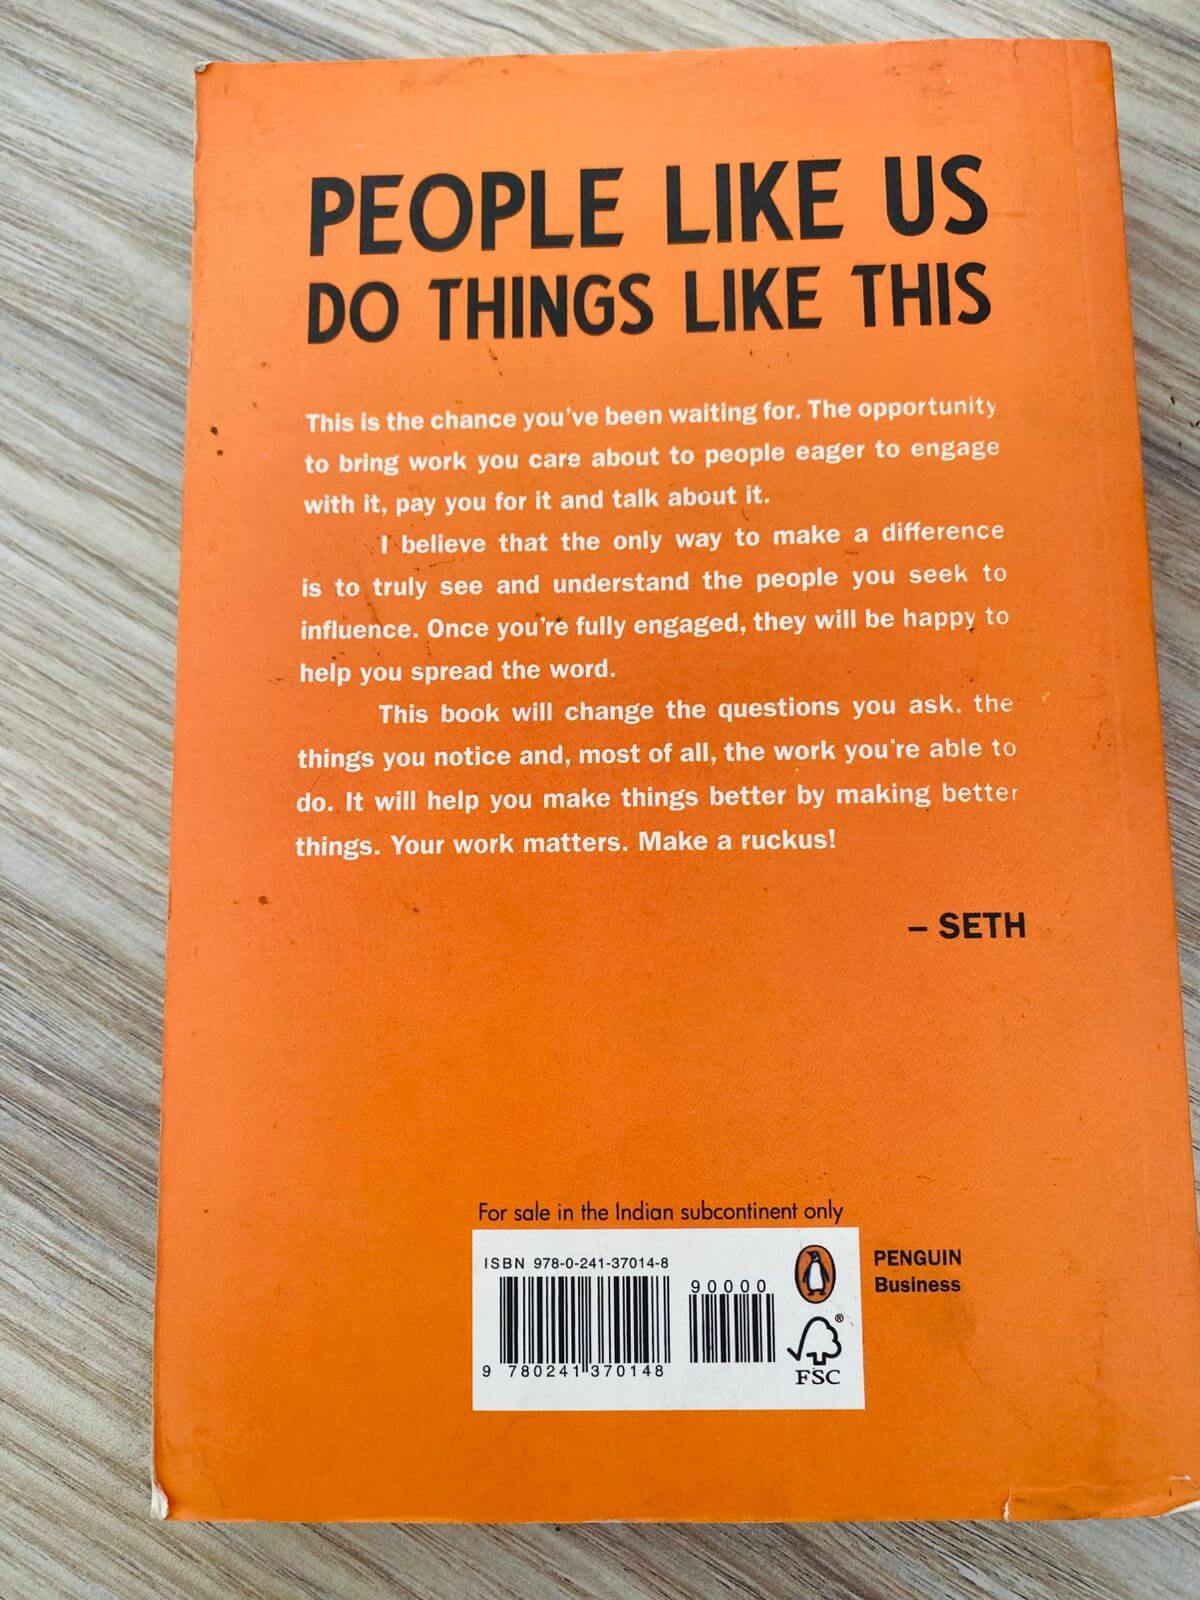 PEOPLE LIKE US
DO THINGS LIKE THIS
This is the chance you've been waiting for. The opportunity
to bring work you care about to people eager to engage
with it, pay you for it and talk about it.
I believe that the only way to make a difference
is to truly see and understand the people you seek to
influence. Once you're fully engaged, they will be happy to
help you spread the word.
This book will change the questions you ask, the
things you notice and, most of all, the work you're able to
do. It will help you make things better by making better
things. Your work matters. Make a ruckus!
– SETH
For sale in the Indian subcontinent only
ISBN 978-0-241-37014-8
90000
9 780241 370148
PENGUIN
Business
®
FSC